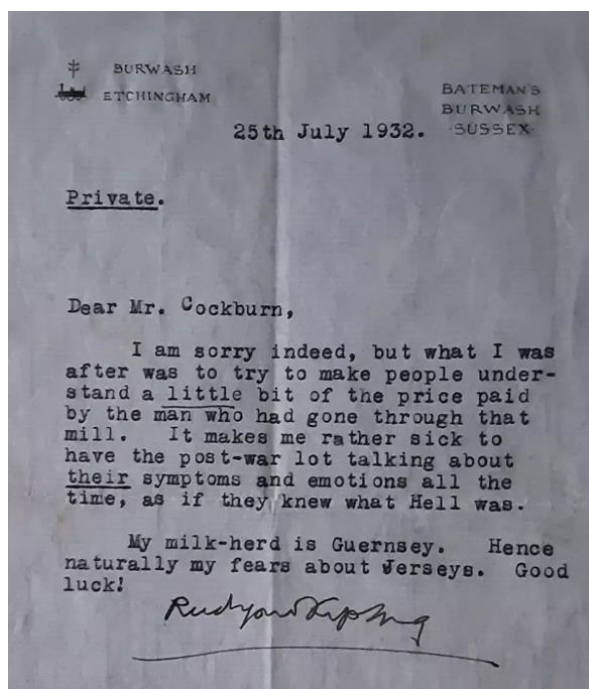 BURWASH
ETCHINGHAM
BATEMAN'S
BURWASH
SUSSEX
25th July 1932.
Private.
Dear Mr. Cockburn,
I am sorry indeed, but what I was
after was to try to make people under-
stand a little bit of the price paid
by the man who had gone through that
mill. It makes me rather sick to
have the post-war lot talking about
their symptoms and emotions all the
time, as if they knew what Hell was.
My milk-herd is Guernsey. Hence
naturally my fears about Jerseys. Good
luck!
Rudyard Kipling